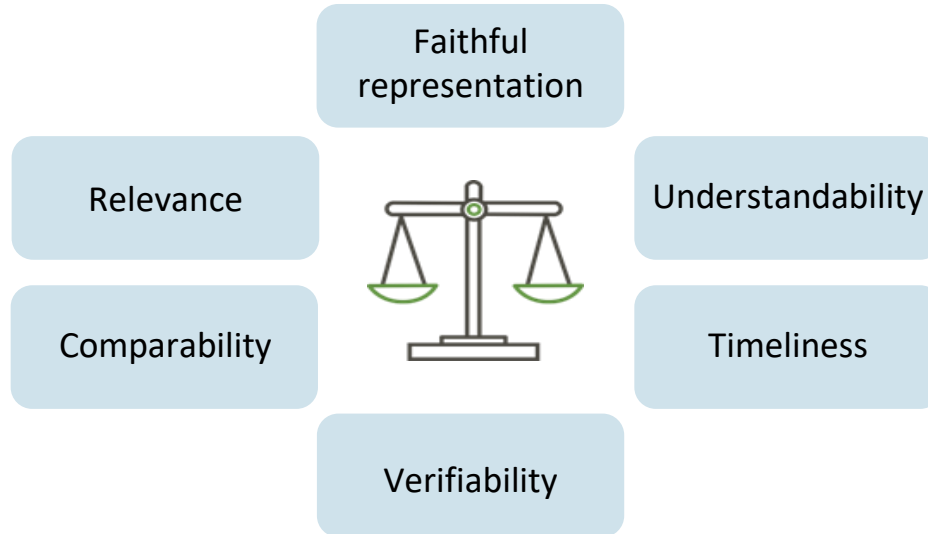 Faithful
representation
Relevance
Understandability
Comparability
Timeliness
Verifiability